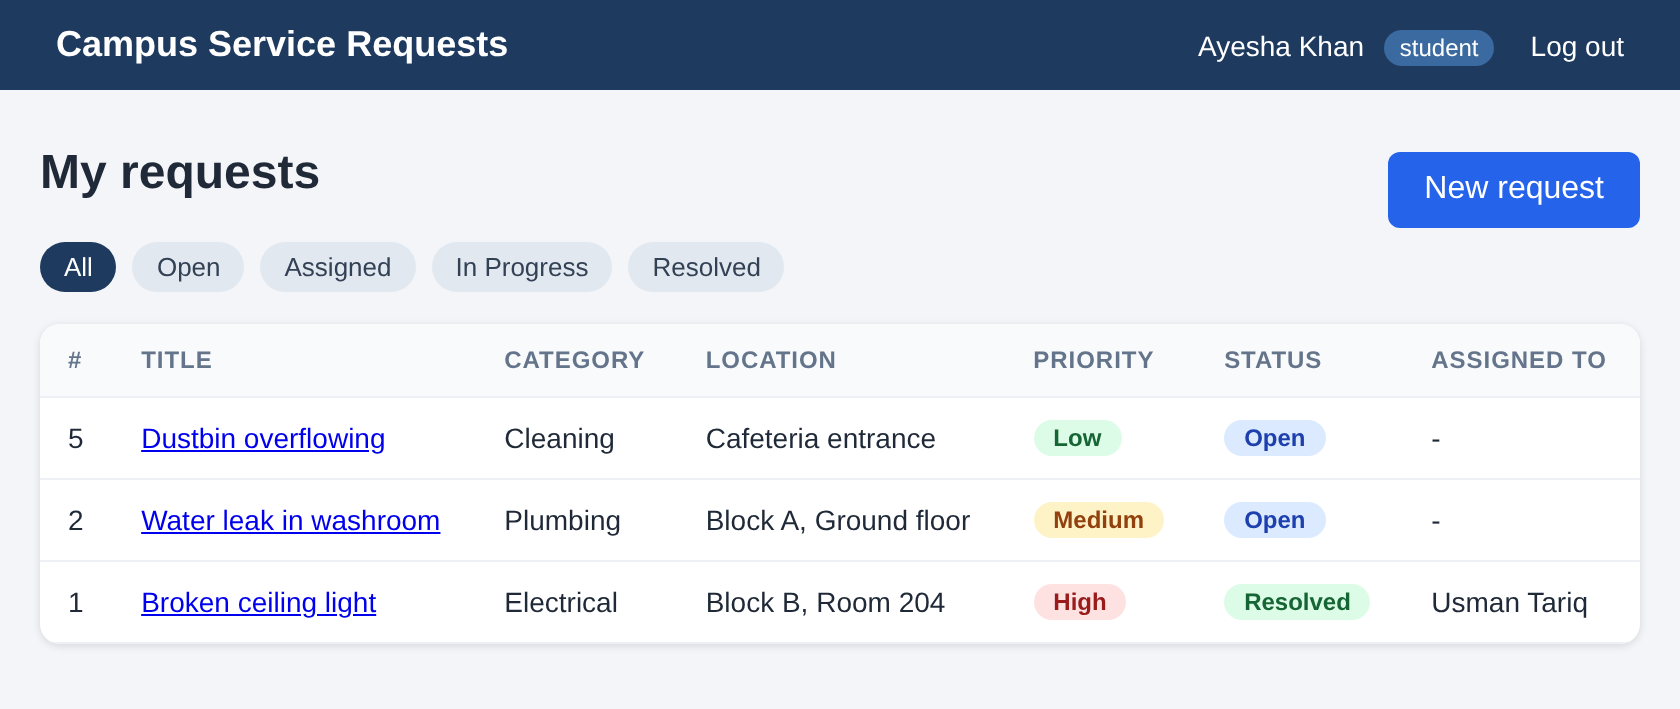 Campus Service Requests Ayesha Khan student Log out
My requests New request
All Open Assigned In Progress Resolved
# TITLE CATEGORY LOCATION PRIORITY STATUS ASSIGNED TO
5 Dustbin overflowing Cleaning Cafeteria entrance Low Open -
2 Water leak in washroom Plumbing Block A, Ground floor Medium Open -
1 Broken ceiling light Electrical Block B, Room 204 High Resolved Usman Tariq